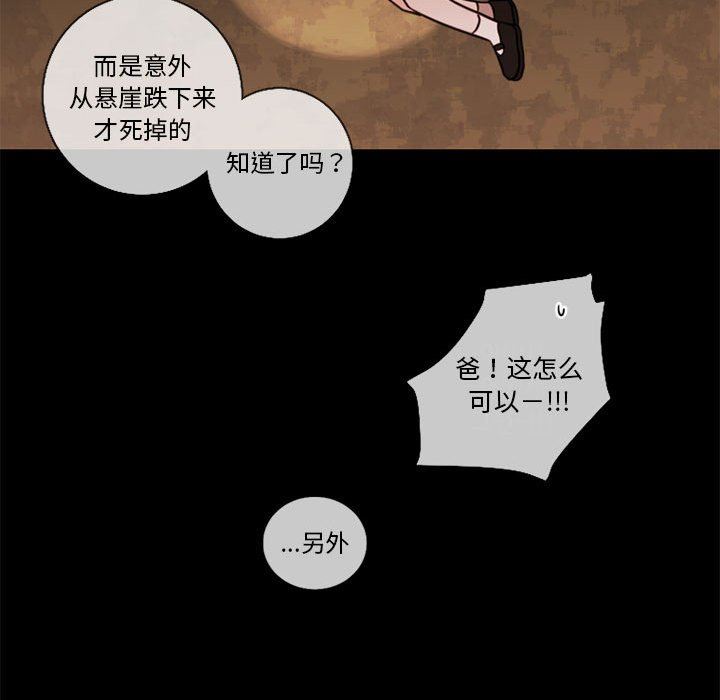 而是意外
从悬崖跌下来
才死掉的
知道了吗？
爸！这怎么
可以－!!!
...另外